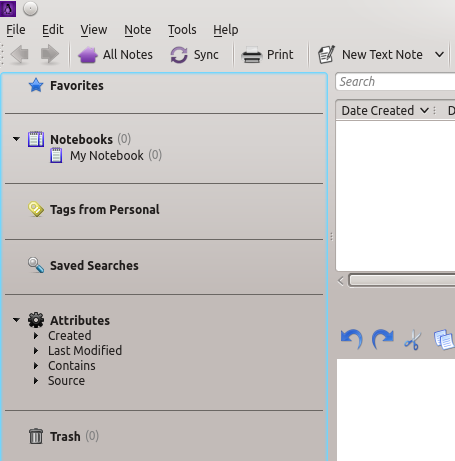 File Edit View Note Tools Help
All Notes Sync Print New Text Note
Favorites
Search
Date Created D
Notebooks (0)
My Notebook (0)
Tags from Personal
Saved Searches
Attributes
Created
Last Modified
Contains
Source
Trash (0)